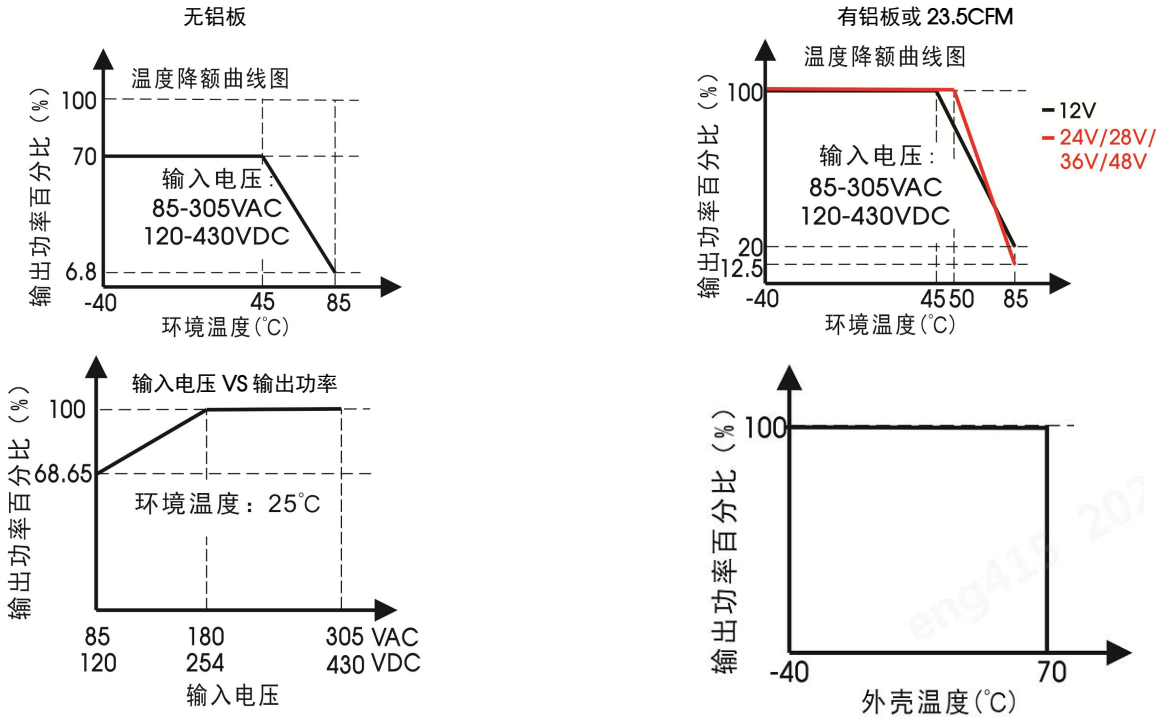 无铝板
温度降额曲线图
输出功率百分比（%）
100
70
6.8
输入电压:
85-305VAC
120-430VDC
-40
45
85
环境温度(℃)
有铝板或 23.5CFM
温度降额曲线图
输出功率百分比（%）
100
20
12.5
输入电压:
85-305VAC
120-430VDC
12V
24V/28V/
36V/48V
-40
45
50
85
环境温度(℃)
输入电压 VS 输出功率
输出功率百分比（%）
100
68.65
环境温度：25℃
85
180
305 VAC
120
254
430 VDC
输入电压
输出功率百分比（%）
100
-40
70
外壳温度(℃)
eng415